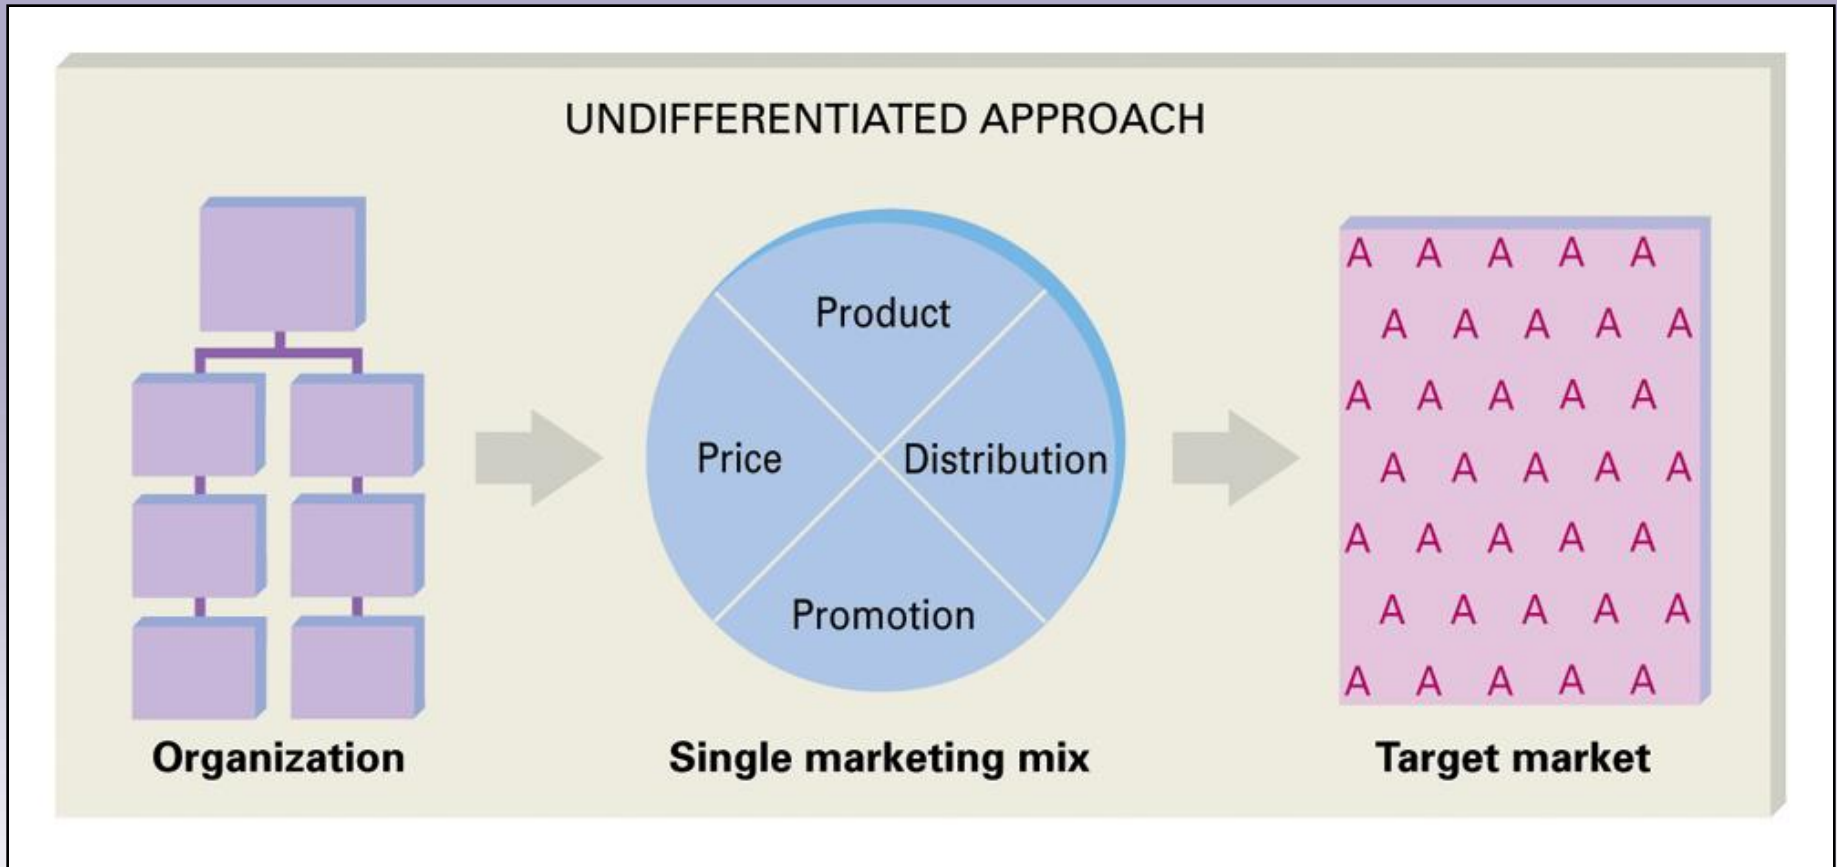 UNDIFFERENTIATED APPROACH
Product
Price
Distribution
Promotion
A A A A A
A A A A A
A A A A A
A A A A A
A A A A A
A A A A A
A A A A A
Organization
Single marketing mix
Target market